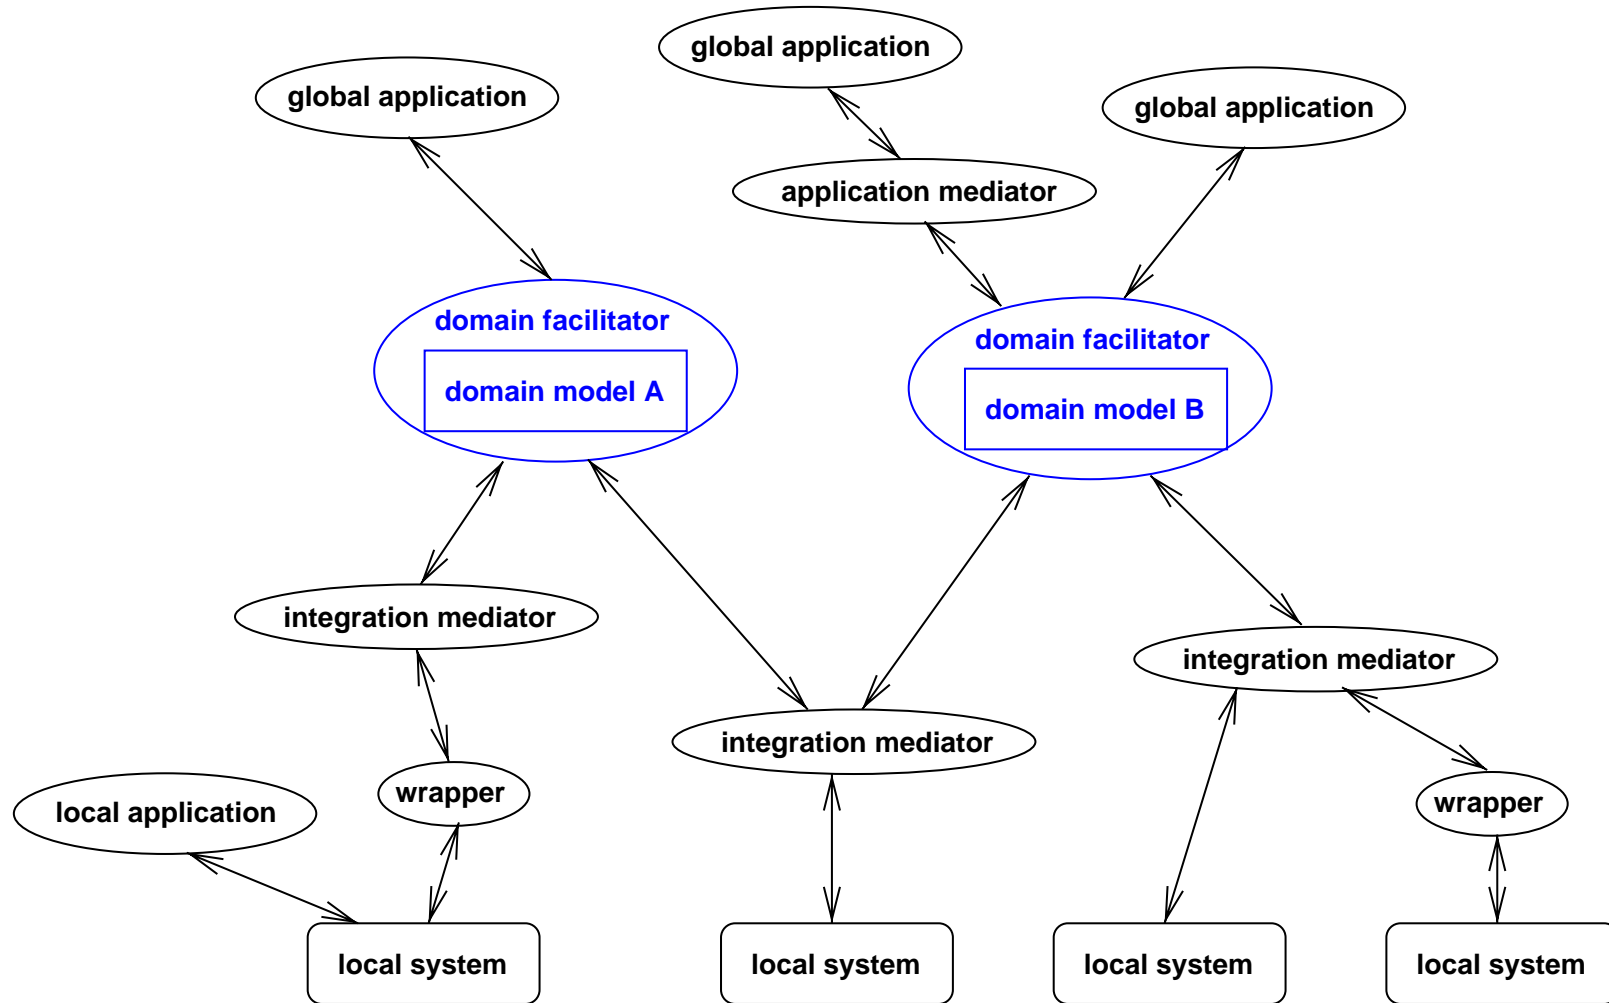 global application
global application
global application
application mediator
domain facilitator
domain model A
domain facilitator
domain model B
integration mediator
integration mediator
integration mediator
local application
wrapper
wrapper
local system
local system
local system
local system